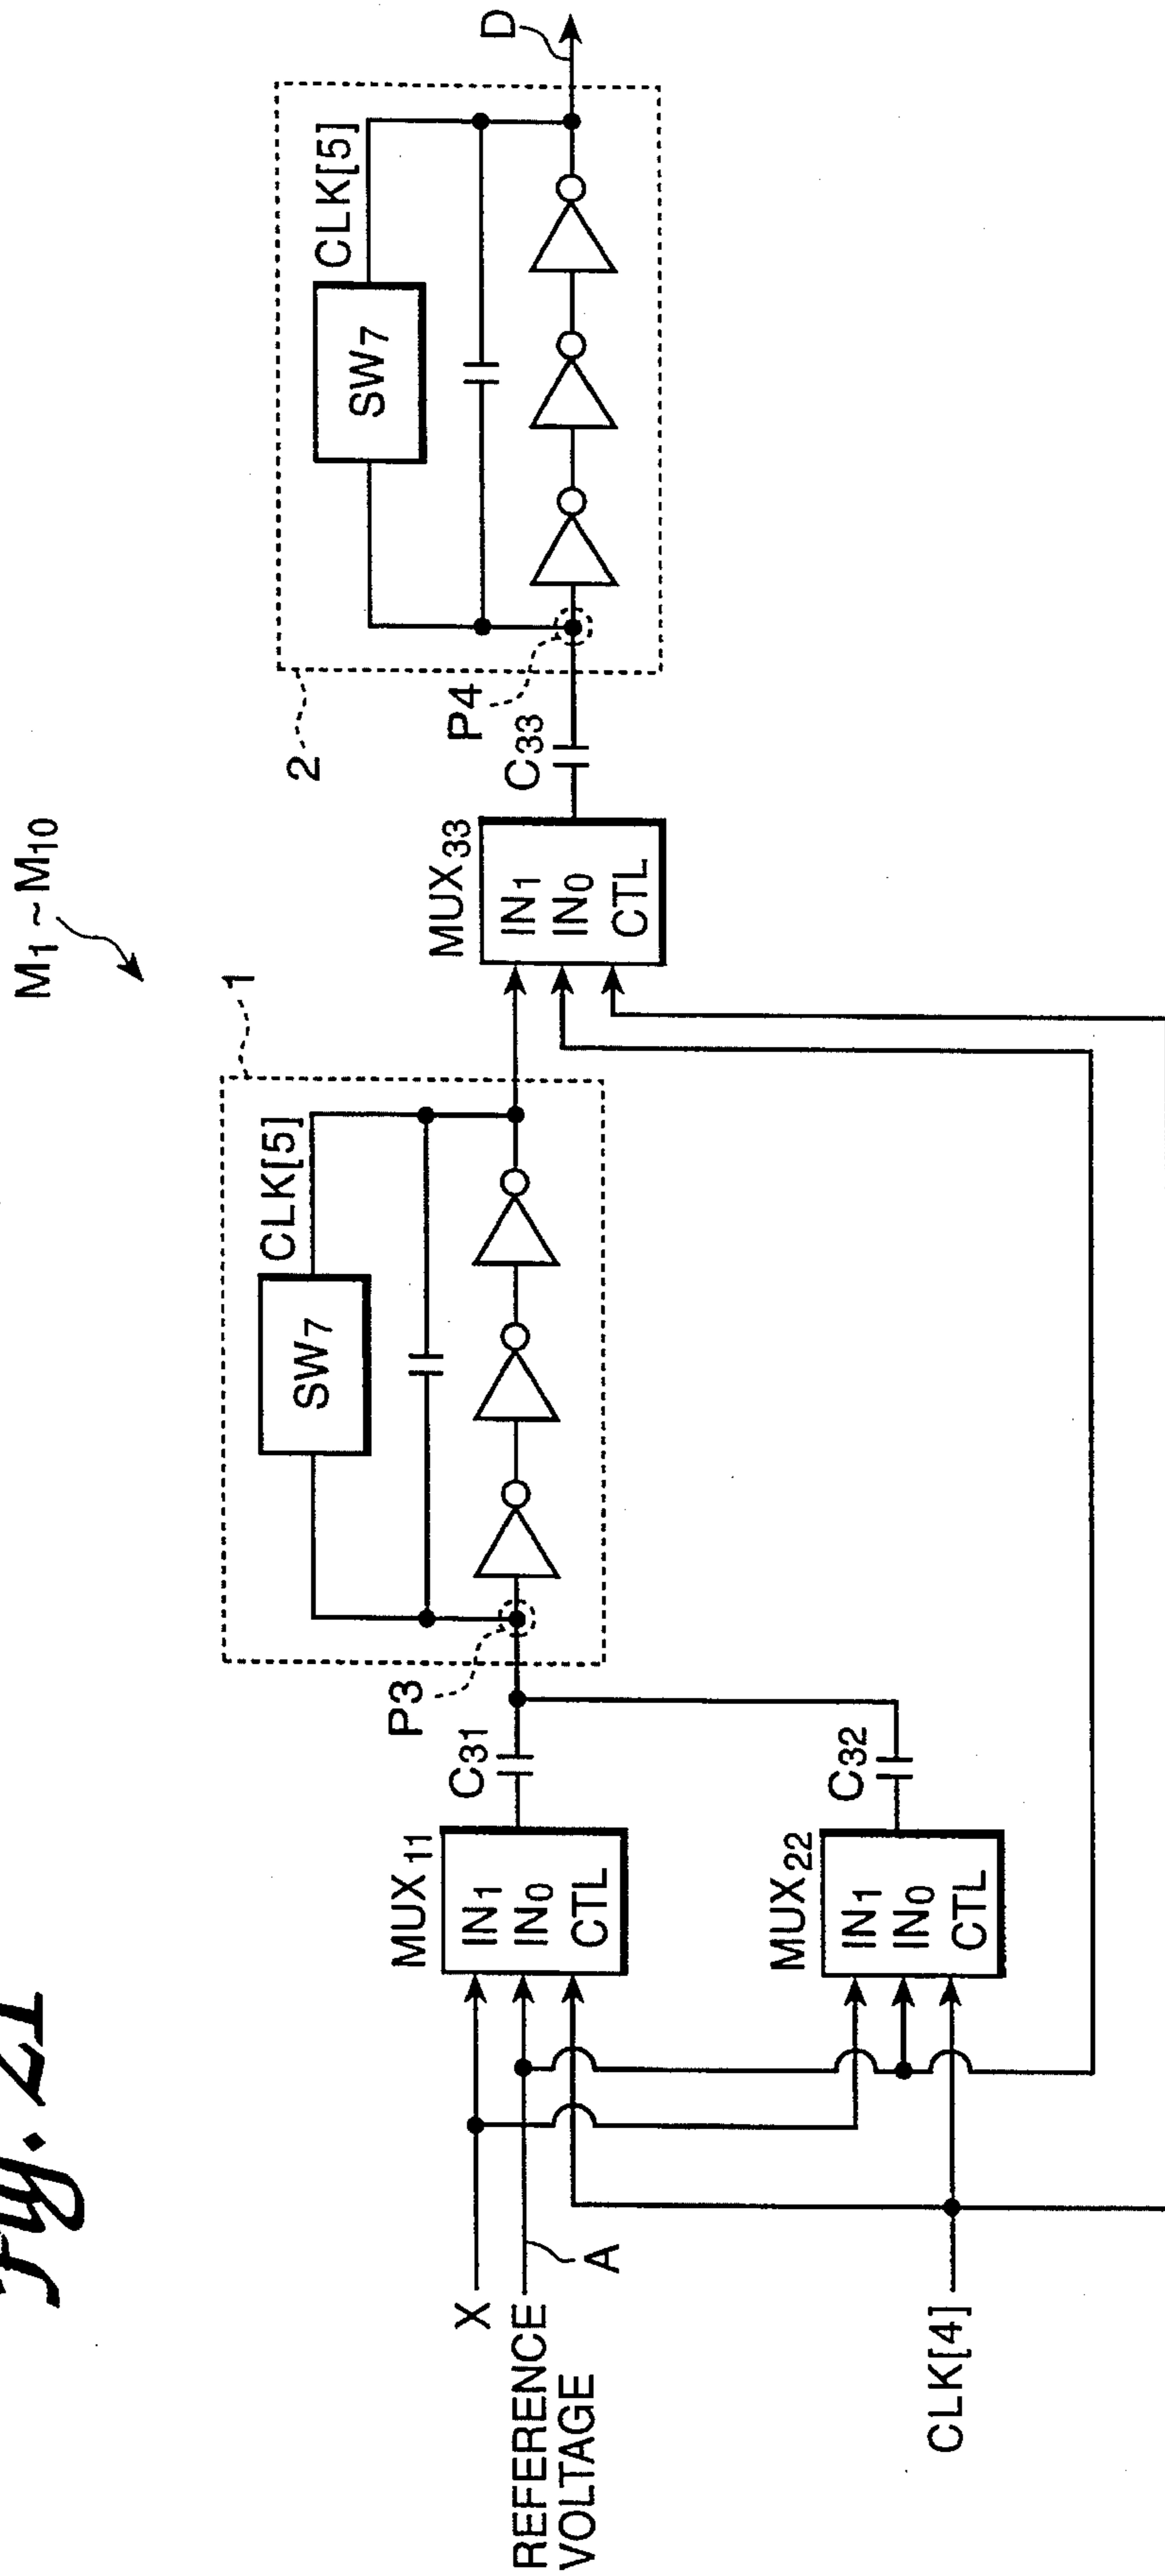 Fig. 21
M1 ~ M10
X
REFERENCE
VOLTAGE
A
CLK[4]
MUX11
IN1
IN0
CTL
MUX22
IN1
IN0
CTL
C31
C32
P3
1
SW7
CLK[5]
MUX33
IN1
IN0
CTL
C33
P4
2
SW7
CLK[5]
D